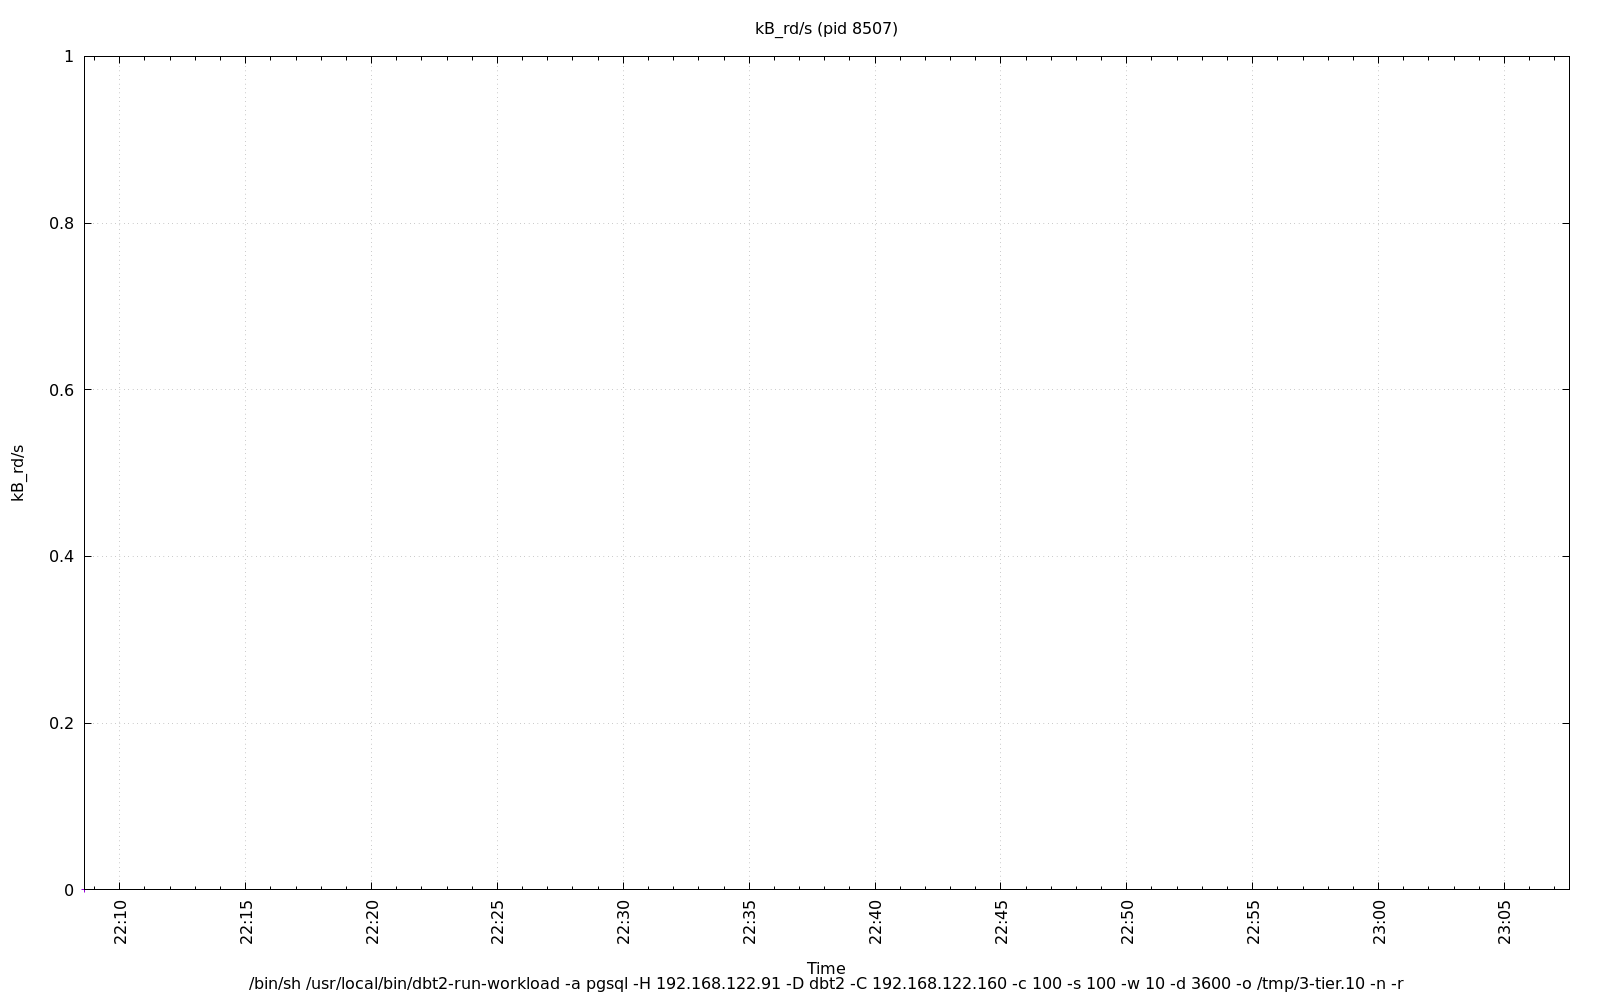 kB_rd/s (pid 8507)
1
0.8
0.6
0.4
0.2
0
kB_rd/s
22:10 22:15 22:20 22:25 22:30 22:35 22:40 22:45 22:50 22:55 23:00 23:05
Time
/bin/sh /usr/local/bin/dbt2-run-workload -a pgsql -H 192.168.122.91 -D dbt2 -C 192.168.122.160 -c 100 -s 100 -w 10 -d 3600 -o /tmp/3-tier.10 -n -r